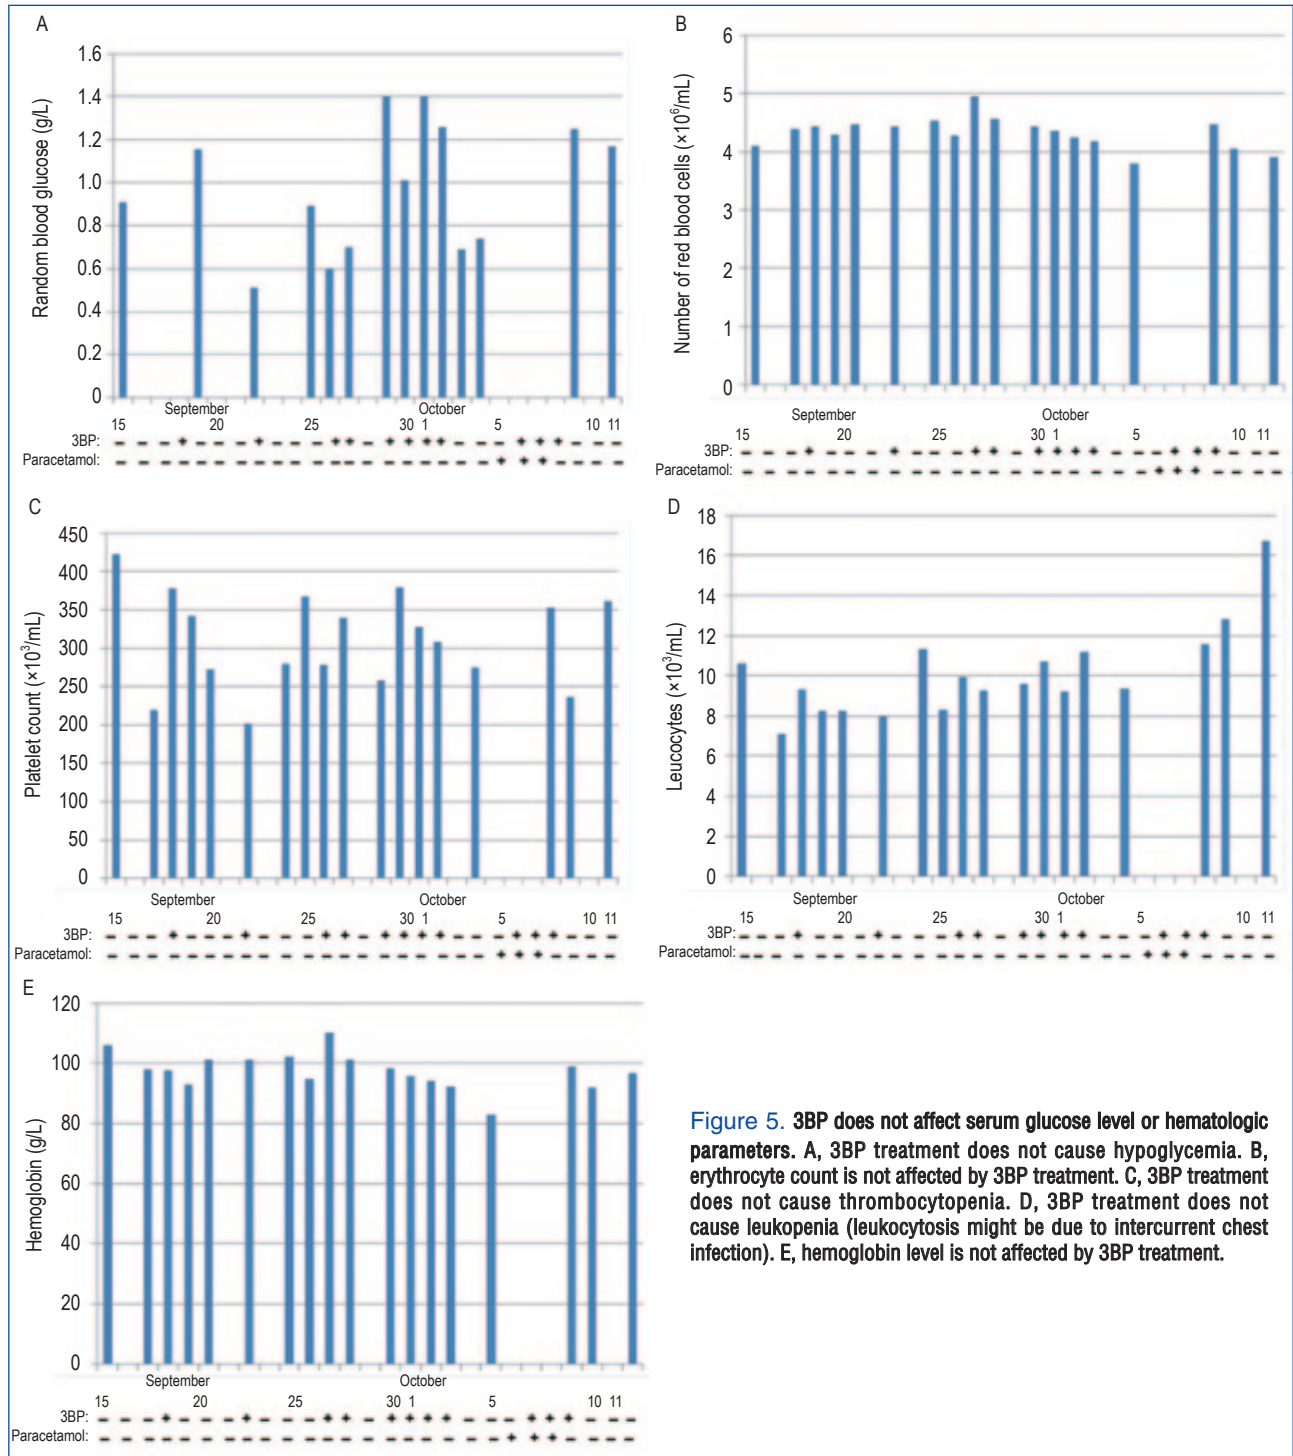 A
Random blood glucose (g/L)
1.6
1.4
1.2
1.0
0.8
0.6
0.4
0.2
0
September October
15 20 25 30 1 5 10 11
3BP: – – – + – – – + – – – + + – + + + + – – – + + + – – –
Paracetamol: – – – – – – – – – – – – – – – – – – – – + + + – – – –
B
Number of red blood cells (×10⁶/mL)
6
5
4
3
2
1
0
September October
15 20 25 30 1 5 10 11
3BP: – – – + – – – + – – – + + – + + + + – – – + + + – – –
Paracetamol: – – – – – – – – – – – – – – – – – – – – + + + – – – –
C
Platelet count (×10³/mL)
450
400
350
300
250
200
150
100
50
0
September October
15 20 25 30 1 5 10 11
3BP: – – – + – – – + – – – + + – + + + + – – – + + + – – –
Paracetamol: – – – – – – – – – – – – – – – – – – – – + + + – – – –
D
Leucocytes (×10³/mL)
18
16
14
12
10
8
6
4
2
0
September October
15 20 25 30 1 5 10 11
3BP: – – – + – – – + – – – + + – + + + + – – – + + + – – –
Paracetamol: – – – – – – – – – – – – – – – – – – – – + + + – – – –
E
Hemoglobin (g/L)
120
100
80
60
40
20
0
September October
15 20 25 30 1 5 10 11
3BP: – – – + – – – + – – – + + – + + + + – – – + + + – – –
Paracetamol: – – – – – – – – – – – – – – – – – – – – + + + – – – –
Figure 5. 3BP does not affect serum glucose level or hematologic
parameters. A, 3BP treatment does not cause hypoglycemia. B,
erythrocyte count is not affected by 3BP treatment. C, 3BP treatment
does not cause thrombocytopenia. D, 3BP treatment does not
cause leukopenia (leukocytosis might be due to intercurrent chest
infection). E, hemoglobin level is not affected by 3BP treatment.